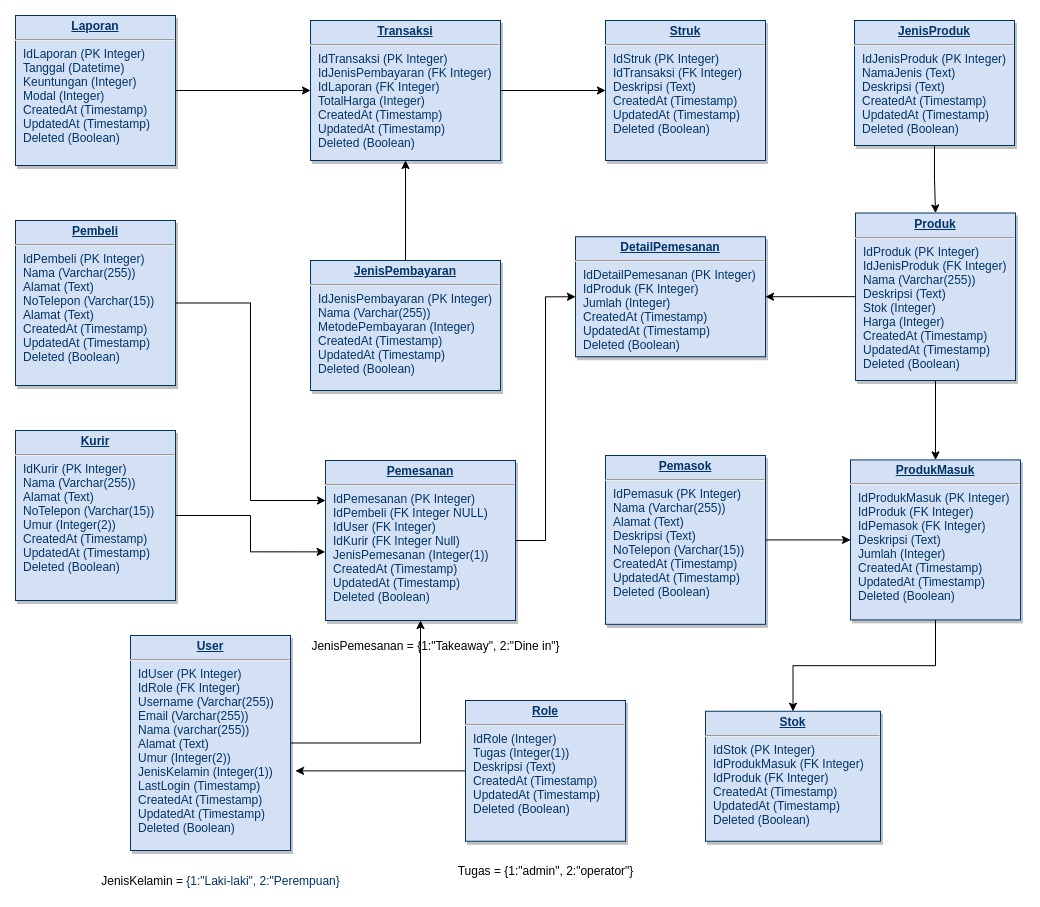 Laporan
IdLaporan (PK Integer)
Tanggal (Datetime)
Keuntungan (Integer)
Modal (Integer)
CreatedAt (Timestamp)
UpdatedAt (Timestamp)
Deleted (Boolean)
Transaksi
IdTransaksi (PK Integer)
IdJenisPembayaran (FK Integer)
IdLaporan (FK Integer)
TotalHarga (Integer)
CreatedAt (Timestamp)
UpdatedAt (Timestamp)
Deleted (Boolean)
Struk
IdStruk (PK Integer)
IdTransaksi (FK Integer)
Deskripsi (Text)
CreatedAt (Timestamp)
UpdatedAt (Timestamp)
Deleted (Boolean)
JenisProduk
IdJenisProduk (PK Integer)
NamaJenis (Text)
Deskripsi (Text)
CreatedAt (Timestamp)
UpdatedAt (Timestamp)
Deleted (Boolean)
Pembeli
IdPembeli (PK Integer)
Nama (Varchar(255))
Alamat (Text)
NoTelepon (Varchar(15))
Alamat (Text)
CreatedAt (Timestamp)
UpdatedAt (Timestamp)
Deleted (Boolean)
JenisPembayaran
IdJenisPembayaran (PK Integer)
Nama (Varchar(255))
MetodePembayaran (Integer)
CreatedAt (Timestamp)
UpdatedAt (Timestamp)
Deleted (Boolean)
DetailPemesanan
IdDetailPemesanan (PK Integer)
IdProduk (FK Integer)
Jumlah (Integer)
CreatedAt (Timestamp)
UpdatedAt (Timestamp)
Deleted (Boolean)
Produk
IdProduk (PK Integer)
IdJenisProduk (FK Integer)
Nama (Varchar(255))
Deskripsi (Text)
Stok (Integer)
Harga (Integer)
CreatedAt (Timestamp)
UpdatedAt (Timestamp)
Deleted (Boolean)
Kurir
IdKurir (PK Integer)
Nama (Varchar(255))
Alamat (Text)
NoTelepon (Varchar(15))
Umur (Integer(2))
CreatedAt (Timestamp)
UpdatedAt (Timestamp)
Deleted (Boolean)
Pemesanan
IdPemesanan (PK Integer)
IdPembeli (FK Integer NULL)
IdUser (FK Integer)
IdKurir (FK Integer Null)
JenisPemesanan (Integer(1))
CreatedAt (Timestamp)
UpdatedAt (Timestamp)
Deleted (Boolean)
JenisPemesanan = {1:"Takeaway", 2:"Dine in"}
Pemasok
IdPemasuk (PK Integer)
Nama (Varchar(255))
Alamat (Text)
Deskripsi (Text)
NoTelepon (Varchar(15))
CreatedAt (Timestamp)
UpdatedAt (Timestamp)
Deleted (Boolean)
ProdukMasuk
IdProdukMasuk (PK Integer)
IdProduk (FK Integer)
IdPemasok (FK Integer)
Deskripsi (Text)
Jumlah (Integer)
CreatedAt (Timestamp)
UpdatedAt (Timestamp)
Deleted (Boolean)
User
IdUser (PK Integer)
IdRole (FK Integer)
Username (Varchar(255))
Email (Varchar(255))
Nama (varchar(255))
Alamat (Text)
Umur (Integer(2))
JenisKelamin (Integer(1))
LastLogin (Timestamp)
CreatedAt (Timestamp)
UpdatedAt (Timestamp)
Deleted (Boolean)
JenisKelamin = {1:"Laki-laki", 2:"Perempuan}
Role
IdRole (Integer)
Tugas (Integer(1))
Deskripsi (Text)
CreatedAt (Timestamp)
UpdatedAt (Timestamp)
Deleted (Boolean)
Tugas = {1:"admin", 2:"operator"}
Stok
IdStok (PK Integer)
IdProdukMasuk (FK Integer)
IdProduk (FK Integer)
CreatedAt (Timestamp)
UpdatedAt (Timestamp)
Deleted (Boolean)